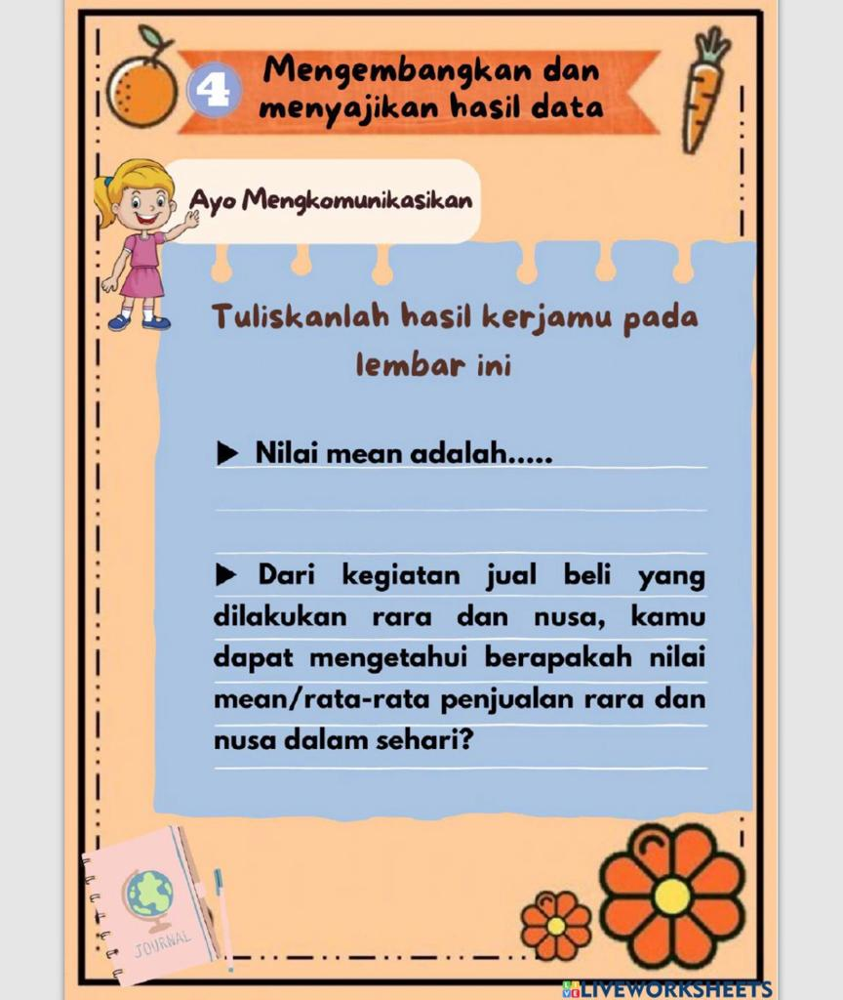 4
Mengembangkan dan
menyajikan hasil data
Ayo Mengkomunikasikan
Tuliskanlah hasil kerjamu pada
lembar ini
Nilai mean adalah.....
Dari kegiatan jual beli yang
dilakukan rara dan nusa, kamu
dapat mengetahui berapakah nilai
mean/rata-rata penjualan rara dan
nusa dalam sehari?
JOURNAL
LIVE LIVEWORKSHEETS